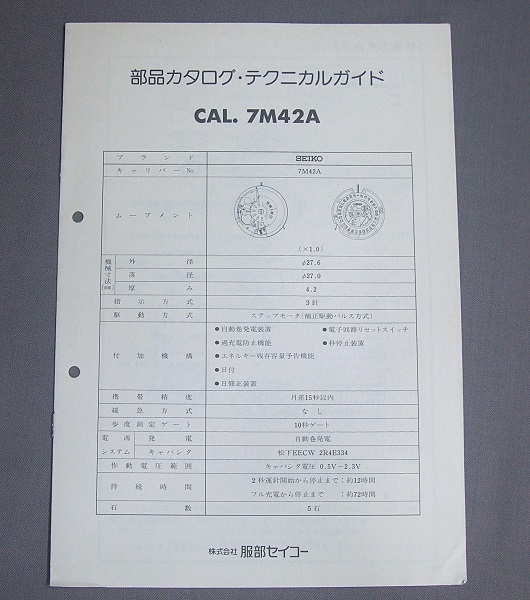 部品カタログ・テクニカルガイド
CAL. 7M42A
ブランド SEIKO
キャリバーNo. 7M42A
ムーブメント
(×1.0)
機械寸法(mm) 外径 φ27.6
落径 φ27.0
厚み 4.2
指示方式 3針
駆動方式 ステップモータ(補正駆動パルス方式)
付加機構
●自動巻発電装置 ●電子回路リセットスイッチ
●過充電防止機能 ●秒停止装置
●エネルギー残存容量予告機能
●日付
●日修正装置
携帯精度 月差15秒以内
緩急方式 なし
歩度測定ゲート 10秒ゲート
電源 発電 自動巻発電
システム キャパシタ 松下EECW 2R4E334
作動電圧範囲 キャパシタ電圧 0.5V－2.3V
持続時間 2秒運針開始から停止まで：約12時間
フル充電から停止まで ：約72時間
石数 5石
株式会社 服部セイコー